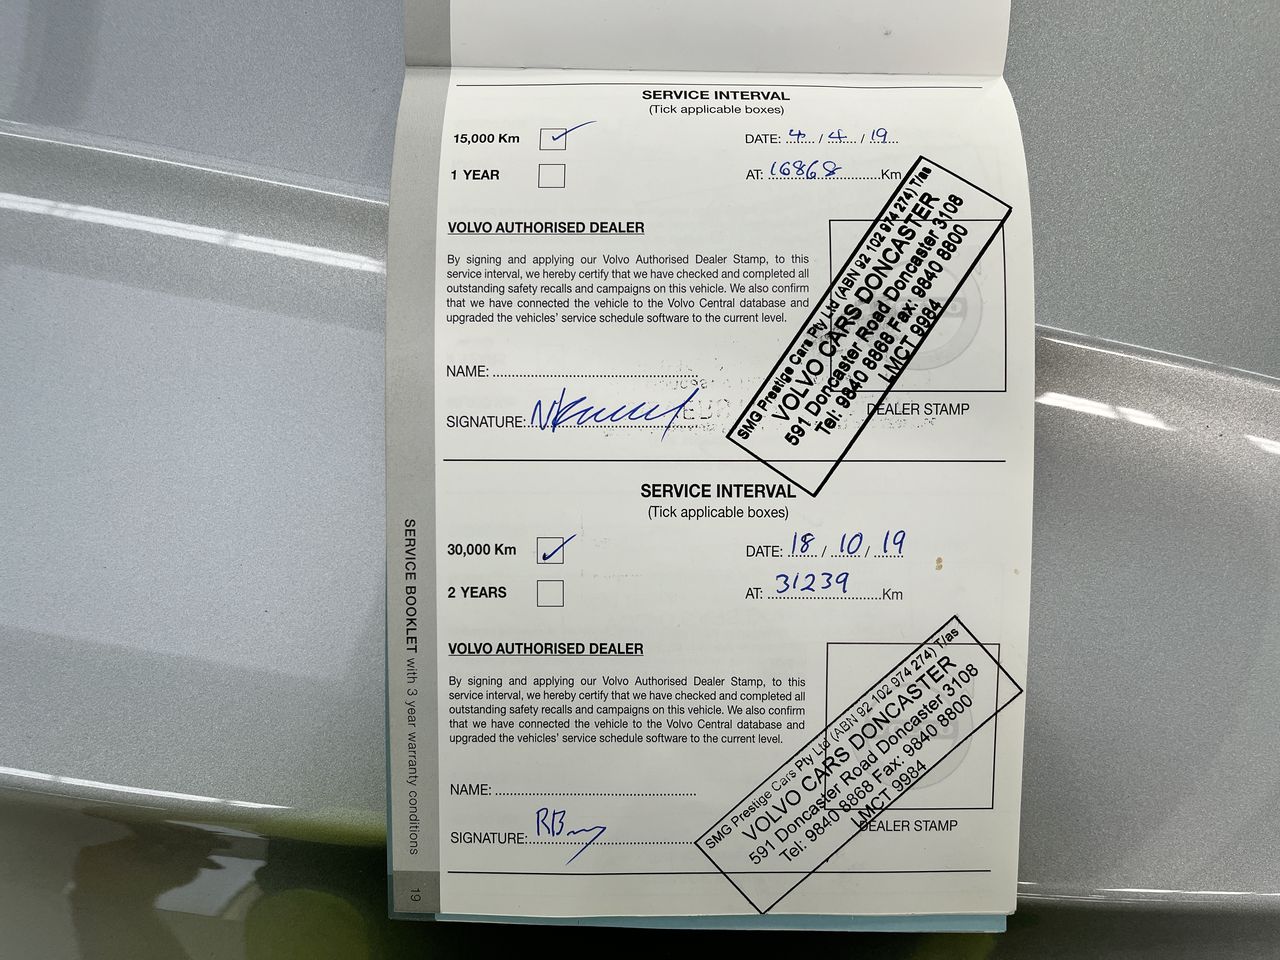 SERVICE INTERVAL
(Tick applicable boxes)
15,000 Km
DATE: 4 / 4 / 19
1 YEAR
AT: 16868 Km
VOLVO AUTHORISED DEALER
By signing and applying our Volvo Authorised Dealer Stamp, to this
service interval, we hereby certify that we have checked and completed all
outstanding safety recalls and campaigns on this vehicle. We also confirm
that we have connected the vehicle to the Volvo Central database and
upgraded the vehicles' service schedule software to the current level.
NAME:
SIGNATURE:
SMG Prestige Cars Pty Ltd (ABN 92 102 974 274) T/as
VOLVO CARS DONCASTER
591 Doncaster Road Doncaster 3108
Tel: 9840 8868 Fax: 9840 8800
LMCT 9984
DEALER STAMP
SERVICE INTERVAL
(Tick applicable boxes)
30,000 Km
DATE: 18 / 10 / 19
2 YEARS
AT: 31239 Km
VOLVO AUTHORISED DEALER
By signing and applying our Volvo Authorised Dealer Stamp, to this
service interval, we hereby certify that we have checked and completed all
outstanding safety recalls and campaigns on this vehicle. We also confirm
that we have connected the vehicle to the Volvo Central database and
upgraded the vehicles' service schedule software to the current level.
NAME:
SIGNATURE:
SMG Prestige Cars Pty Ltd (ABN 92 102 974 274) T/as
VOLVO CARS DONCASTER
591 Doncaster Road Doncaster 3108
Tel: 9840 8868 Fax: 9840 8800
LMCT 9984
DEALER STAMP
SERVICE BOOKLET with 3 year warranty conditions
19